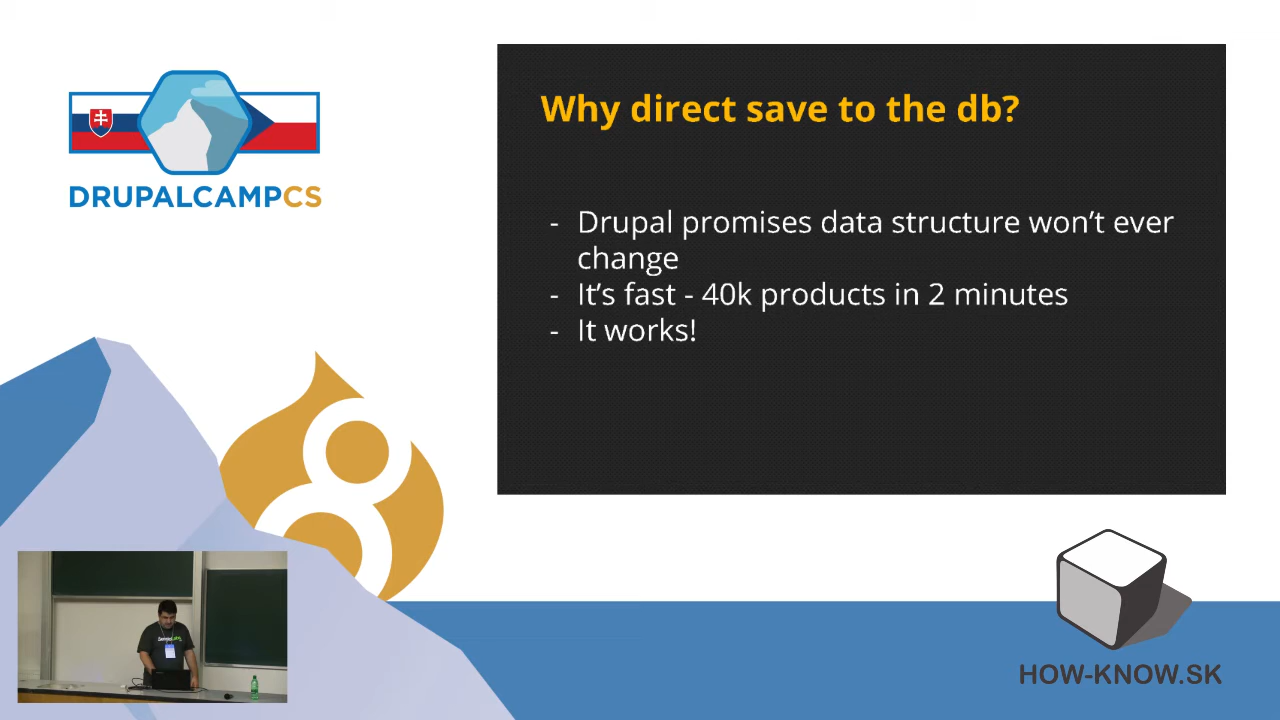 DRUPALCAMPCS
Why direct save to the db?
- Drupal promises data structure won't ever
change
- It's fast - 40k products in 2 minutes
- It works!
HOW-KNOW.SK